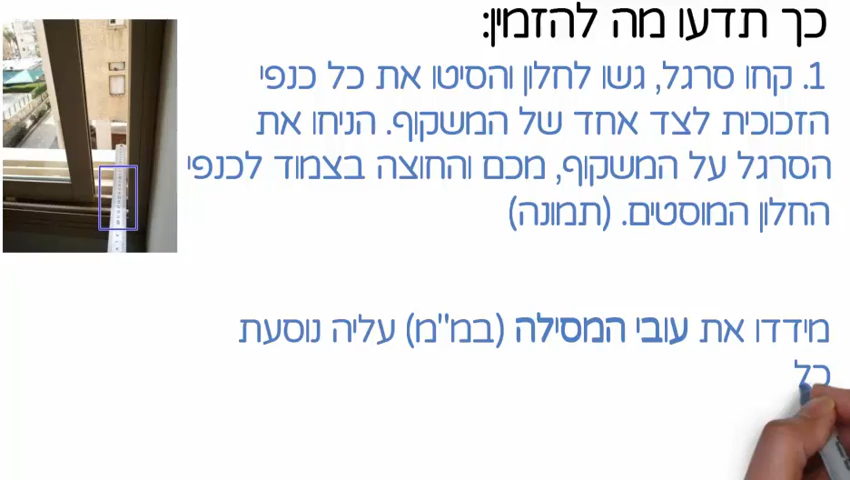 כך תדעו מה להזמין:
1. קחו סרגל, גשו לחלון והסיטו את כל כנפי
הזכוכית לצד אחד של המשקוף. הניחו את
הסרגל על המשקוף, מכם והחוצה בצמוד לכנפי
החלון המוסטים. (תמונה)
מידדו את עובי המסילה (במ"מ) עליה נוסעת
כל